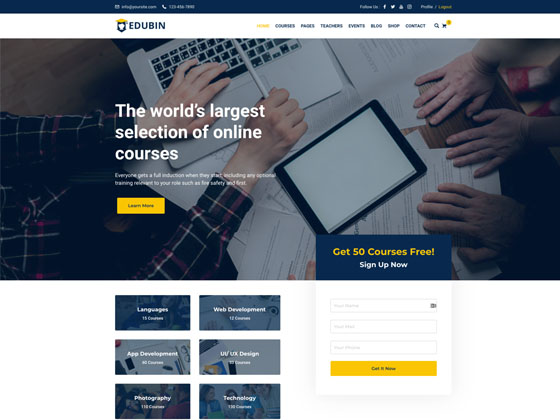 info@yoursite.com 123-456-7890 Follow Us: Profile / Logout
EDUBIN HOME COURSES PAGES TEACHERS EVENTS BLOG SHOP CONTACT
The world's largest
selection of online
courses
Everyone gets a full induction when they start, including any optional
training relevant to your role such as fire safety and first.
Learn More
Get 50 Courses Free!
Sign Up Now
Your Name
Your Mail
Your Phone
Get It Now
Languages
15 Courses
Web Development
12 Courses
App Development
60 Courses
UI/ UX Design
Courses
Photography
110 Courses
Technology
130 Courses